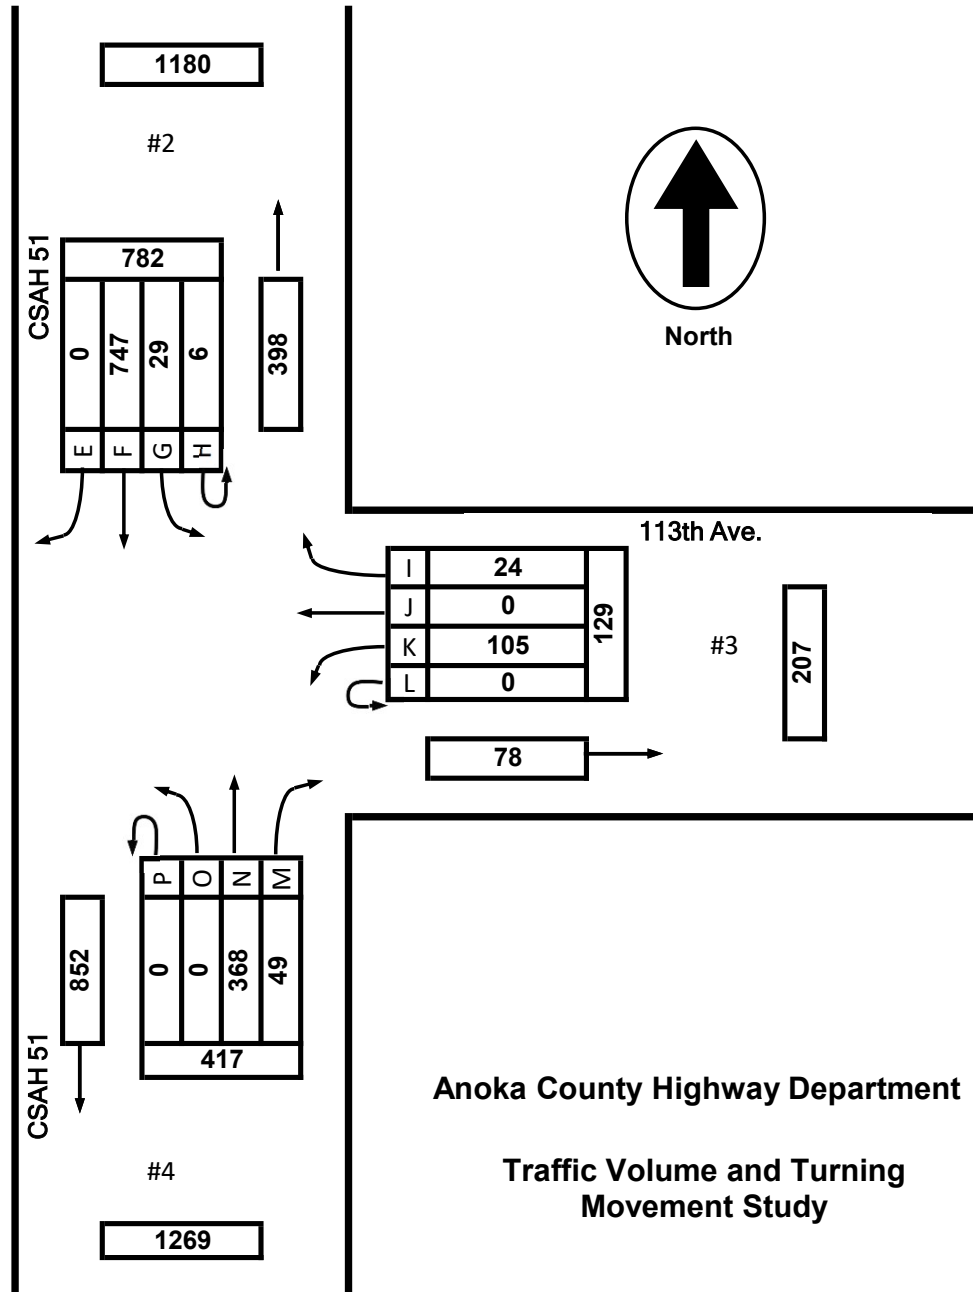 1180
#2
CSAH 51
782
0
747
29
6
398
E
F
G
H
North
113th Ave.
I
24
J
0
K
105
L
0
129
#3
207
78
P
O
N
M
852
0
0
368
49
417
CSAH 51
#4
1269
Anoka County Highway Department
Traffic Volume and Turning
Movement Study